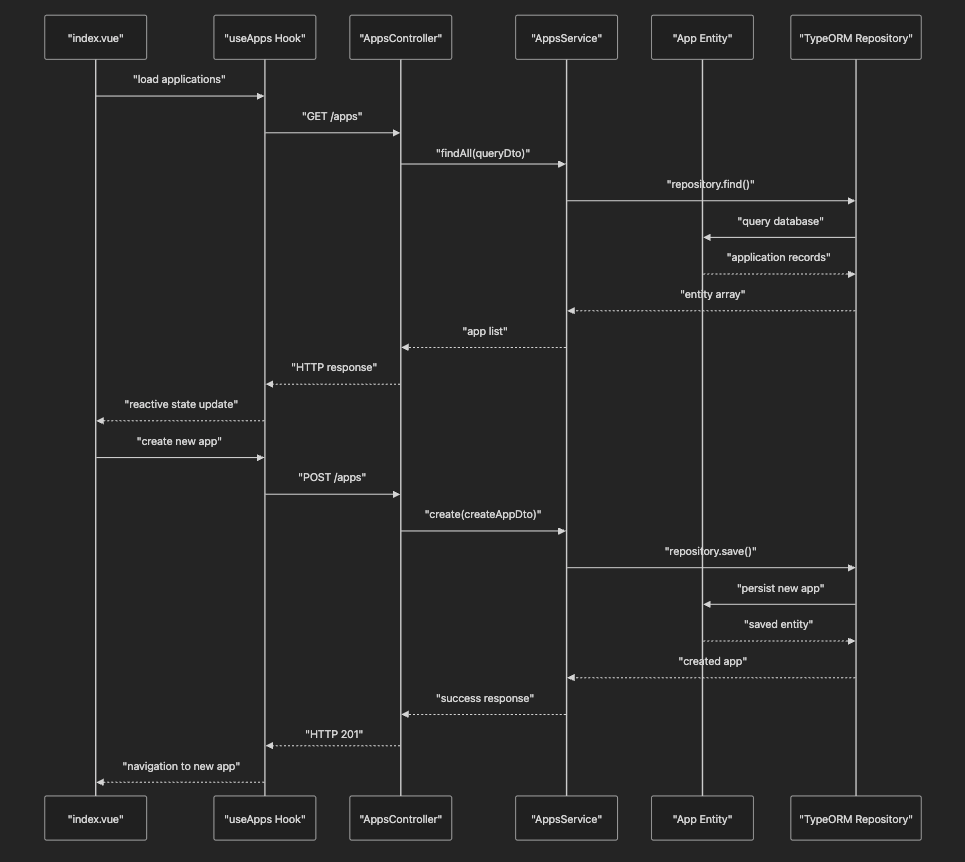 "index.vue"
"useApps Hook"
"AppsController"
"AppsService"
"App Entity"
"TypeORM Repository"
"load applications"
"GET /apps"
"findAll(queryDto)"
"repository.find()"
"query database"
"application records"
"entity array"
"app list"
"HTTP response"
"reactive state update"
"create new app"
"POST /apps"
"create(createAppDto)"
"repository.save()"
"persist new app"
"saved entity"
"created app"
"success response"
"HTTP 201"
"navigation to new app"
"index.vue"
"useApps Hook"
"AppsController"
"AppsService"
"App Entity"
"TypeORM Repository"